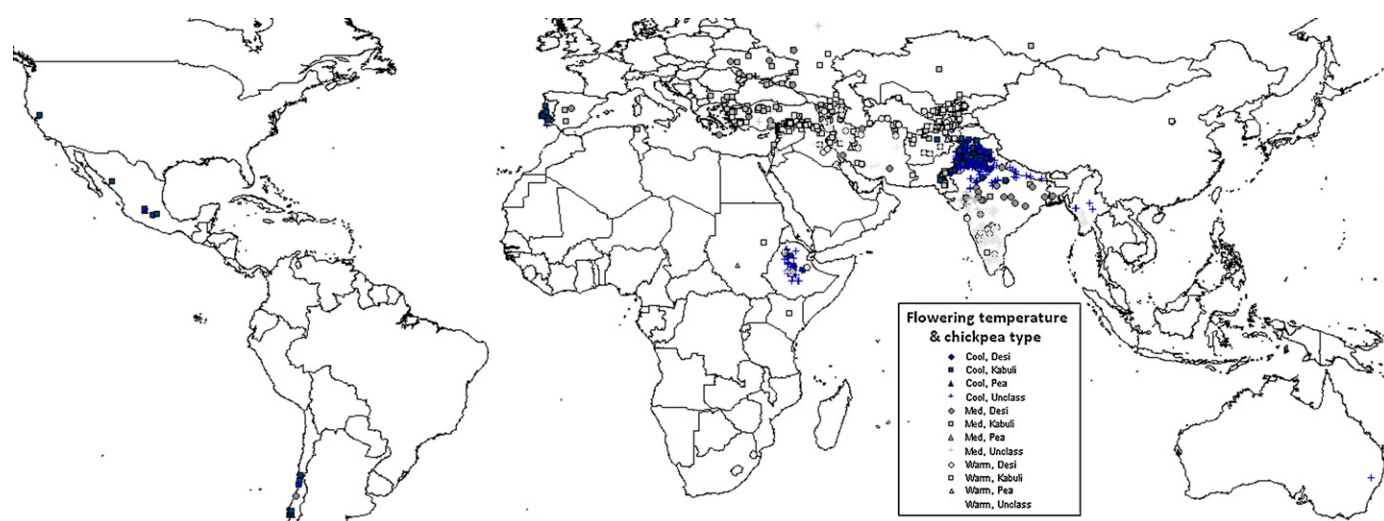 Flowering temperature
& chickpea type
Cool, Desi
Cool, Kabuli
Cool, Pea
Cool, Unclass
Med, Desi
Med, Kabuli
Med, Pea
Med, Unclass
Warm, Desi
Warm, Kabuli
Warm, Pea
Warm, Unclass